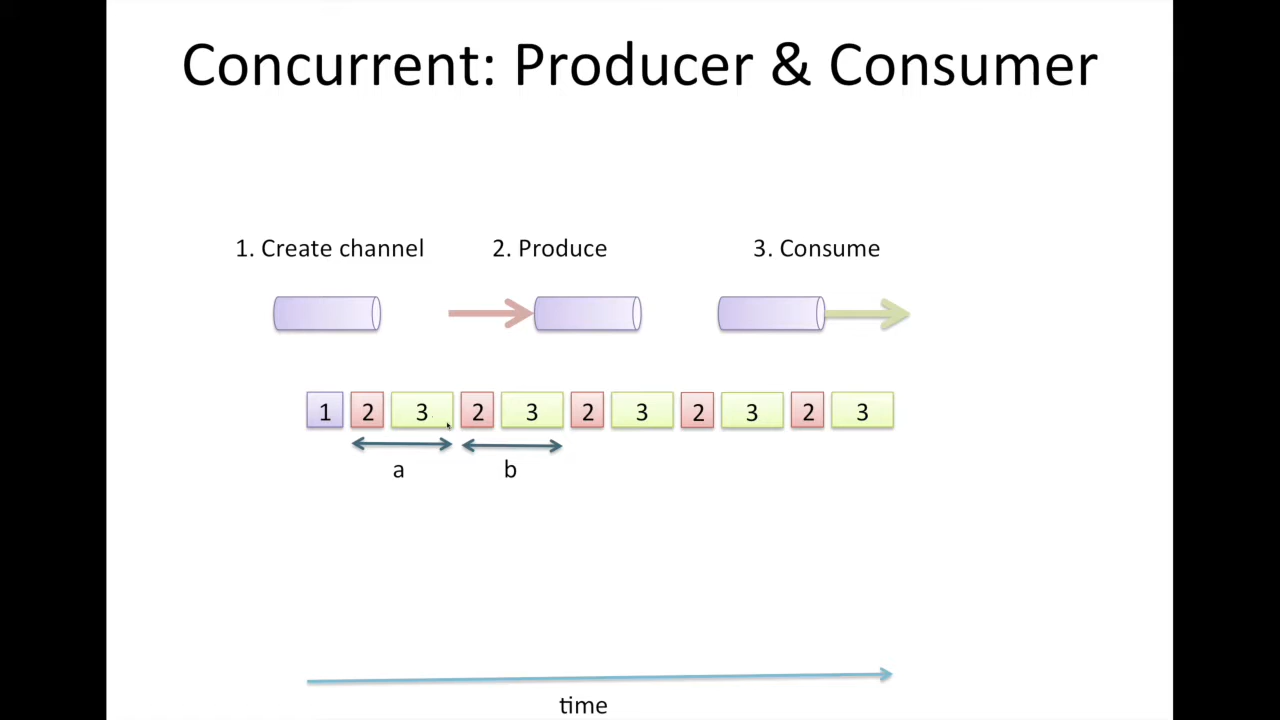 Concurrent: Producer & Consumer
1. Create channel 2. Produce 3. Consume
1 2 3 2 3 2 3 2 3 2 3
a b
time